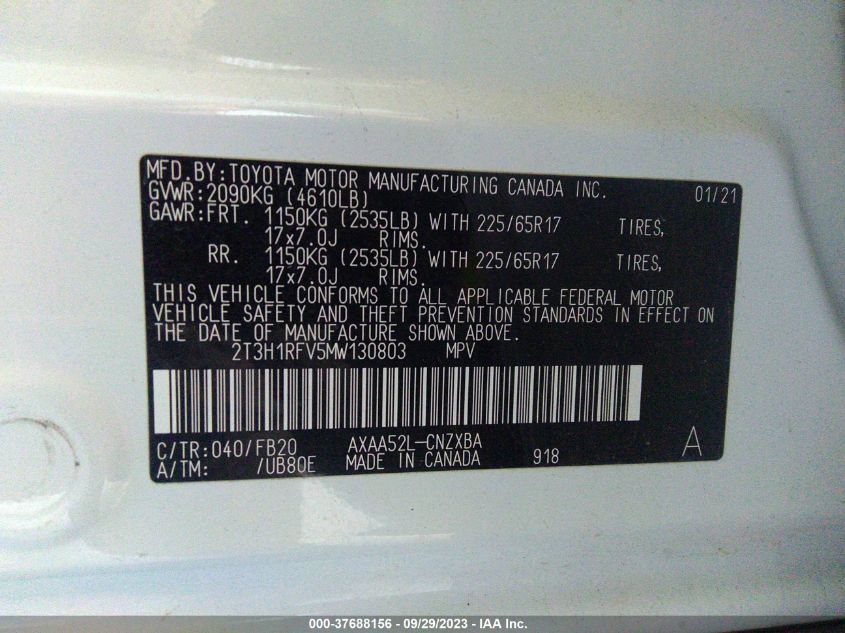 MFD.BY:TOYOTA MOTOR MANUFACTURING CANADA INC. 01/21
GVWR:2090KG (4610LB)
GAWR:FRT. 1150KG (2535LB) WITH 225/65R17 TIRES,
17x7.0J RIMS.
RR. 1150KG (2535LB) WITH 225/65R17 TIRES,
17x7.0J RIMS.
THIS VEHICLE CONFORMS TO ALL APPLICABLE FEDERAL MOTOR
VEHICLE SAFETY AND THEFT PREVENTION STANDARDS IN EFFECT ON
THE DATE OF MANUFACTURE SHOWN ABOVE.
2T3H1RFV5MW130803 MPV
C/TR:040/FB20 AXAA52L-CNZXBA A
A/TM: /UB80E MADE IN CANADA 918
000-37688156 - 09/29/2023 - IAA Inc.